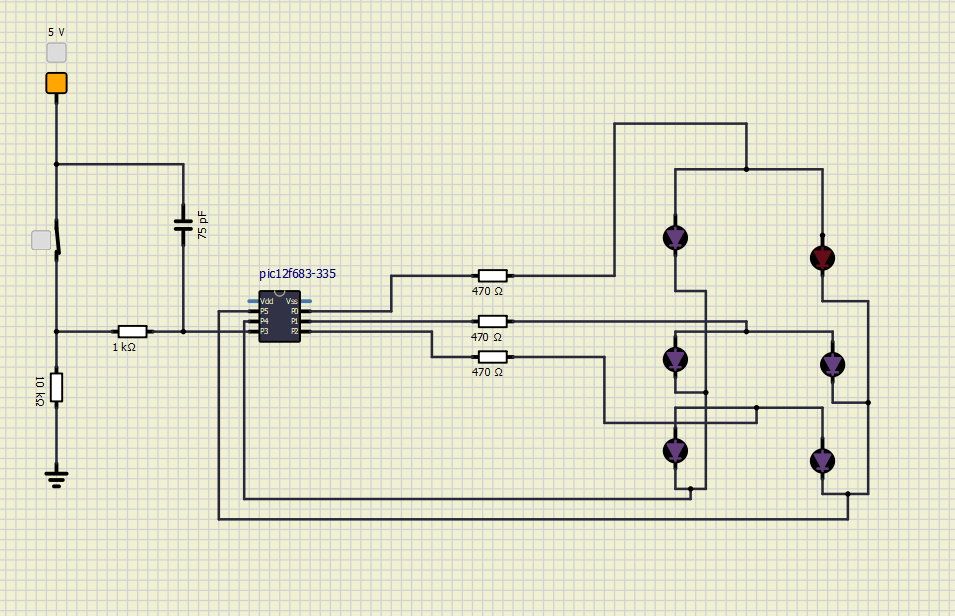 5 V
75 pF
pic12f683-335
Vdd Vss
P5 P0
P4 P1
P3 P2
470 Ω
470 Ω
470 Ω
1 kΩ
10 kΩ